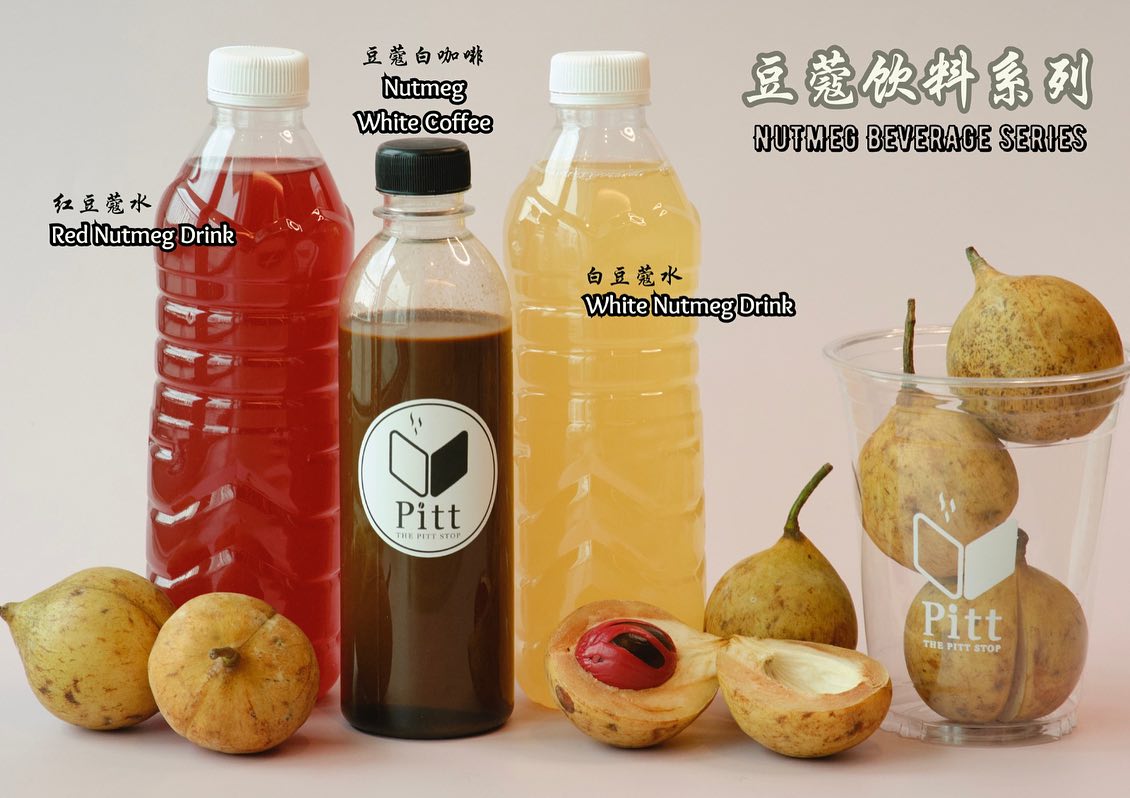 豆蔻饮料系列
NUTMEG BEVERAGE SERIES
豆蔻白咖啡
Nutmeg
White Coffee
红豆蔻水
Red Nutmeg Drink
白豆蔻水
White Nutmeg Drink
Pitt
THE PITT STOP
Pitt
THE PITT STOP